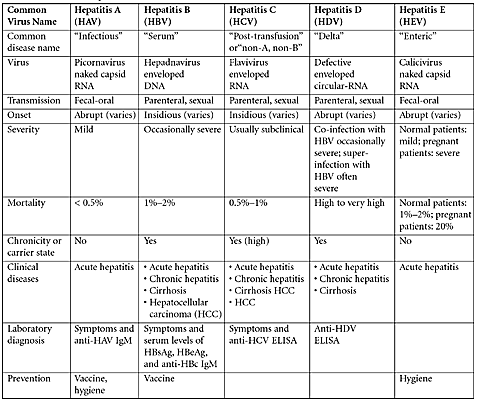 Common Virus Name | Hepatitis A (HAV) | Hepatitis B (HBV) | Hepatitis C (HCV) | Hepatitis D (HDV) | Hepatitis E (HEV)
Common disease name | “Infectious” | “Serum” | “Post-transfusion” or “non-A, non-B” | “Delta” | “Enteric”
Virus | Picornavirus naked capsid RNA | Hepadnavirus enveloped DNA | Flavivirus enveloped RNA | Defective enveloped circular-RNA | Calicivirus naked capsid RNA
Transmission | Fecal-oral | Parenteral, sexual | Parenteral, sexual | Parenteral, sexual | Fecal-oral
Onset | Abrupt (varies) | Insidious (varies) | Insidious (varies) | Abrupt (varies) | Abrupt (varies)
Severity | Mild | Occasionally severe | Usually subclinical | Co-infection with HBV occasionally severe; super-infection with HBV often severe | Normal patients: mild; pregnant patients: severe
Mortality | < 0.5% | 1%–2% | 0.5%–1% | High to very high | Normal patients: 1%–2%; pregnant patients: 20%
Chronicity or carrier state | No | Yes | Yes (high) | Yes | No
Clinical diseases | Acute hepatitis | • Acute hepatitis • Chronic hepatitis • Cirrhosis • Hepatocellular carcinoma (HCC) | • Acute hepatitis • Chronic hepatitis • Cirrhosis HCC • HCC | • Acute hepatitis • Chronic hepatitis • Cirrhosis | Acute hepatitis
Laboratory diagnosis | Symptoms and anti-HAV IgM | Symptoms and serum levels of HBsAg, HBeAg, and anti-HBc IgM | Symptoms and anti-HCV ELISA | Anti-HDV ELISA
Prevention | Vaccine, hygiene | Vaccine | | | Hygiene